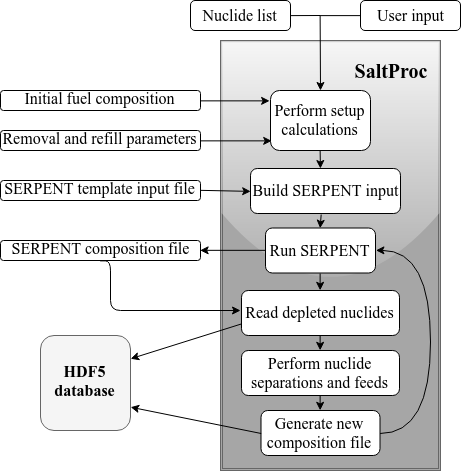 Nuclide list
User input
SaltProc
Initial fuel composition
Perform setup
calculations
Removal and refill parameters
SERPENT template input file
Build SERPENT input
SERPENT composition file
Run SERPENT
Read depleted nuclides
HDF5
database
Perform nuclide
separations and feeds
Generate new
composition file